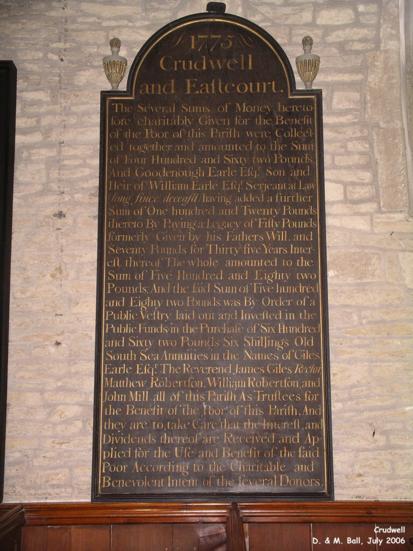 1775
Crudwell
and Eaſtcourt.
The Several Sums, of Money hereto
fore charitably Given for the Benefit
of the Poor of this Pariſh were Collect
ed together and amounted to the Sum
of Four Hundred and Sixty two Pounds.
And Goodenough Earle Eſqr. Son and
Heir of William Earle Eſqr. Serjeant at Law
long ſince deceaſd having added a further
Sum of One hundred and Twenty Pounds
thereto By Paying a Legacy of Fifty Pounds
formerly Given by his Fathers Will, and
Seventy Pounds for Thirty five Years Inter
eſt thereof The whole amounted to the
Sum of Five Hundred and Eighty two
Pounds, And the ſaid Sum of Five hundred
and Eighty two Pounds was By Order of a
Public Veſtry laid out and Inveſted in the
Public Funds in the Purchaſe of Six Hundred
and Sixty two Pounds Six Shillings Old
South Sea Annuities in the Names of Giles
Earle Eſqr. The Reverend James Giles Rector
Matthew Robertſon, William Robertſon, and
John Mill all of this Pariſh As Truſtees for
the Benefit of the Poor of this Pariſh, And
they are to take Care that the Intereſt and
Dividends thereof are Received and Ap
plied for the Uſe and Benefit of the ſaid
Poor According to the Charitable and
Benevolent Intent of the ſeveral Donors.
Crudwell
D. & M. Ball, July 2006